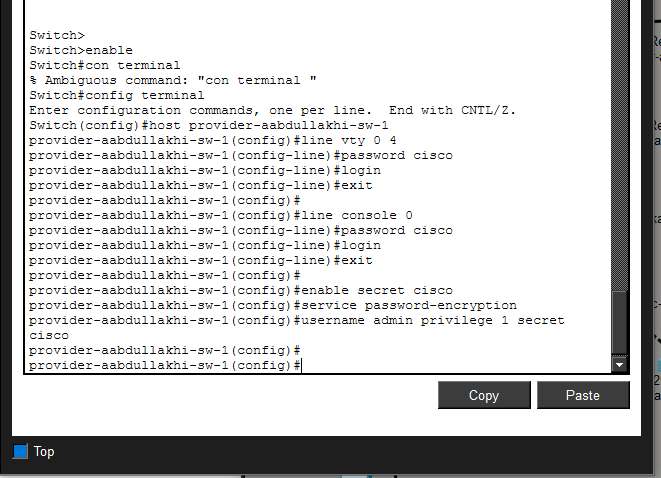 Switch>
Switch>enable
Switch#con terminal
% Ambiguous command: "con terminal "
Switch#config terminal
Enter configuration commands, one per line.  End with CNTL/Z.
Switch(config)#host provider-aabdullakhi-sw-1
provider-aabdullakhi-sw-1(config)#line vty 0 4
provider-aabdullakhi-sw-1(config-line)#password cisco
provider-aabdullakhi-sw-1(config-line)#login
provider-aabdullakhi-sw-1(config-line)#exit
provider-aabdullakhi-sw-1(config)#
provider-aabdullakhi-sw-1(config)#line console 0
provider-aabdullakhi-sw-1(config-line)#password cisco
provider-aabdullakhi-sw-1(config-line)#login
provider-aabdullakhi-sw-1(config-line)#exit
provider-aabdullakhi-sw-1(config)#
provider-aabdullakhi-sw-1(config)#enable secret cisco
provider-aabdullakhi-sw-1(config)#service password-encryption
provider-aabdullakhi-sw-1(config)#username admin privilege 1 secret
cisco
provider-aabdullakhi-sw-1(config)#
provider-aabdullakhi-sw-1(config)#
Copy Paste
Top